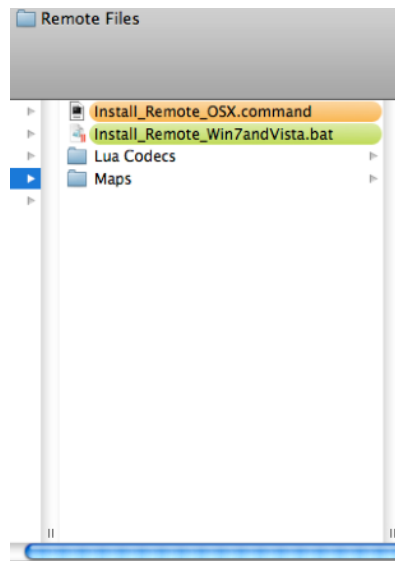 Remote Files
Install_Remote_OSX.command
Install_Remote_Win7andVista.bat
Lua Codecs
Maps